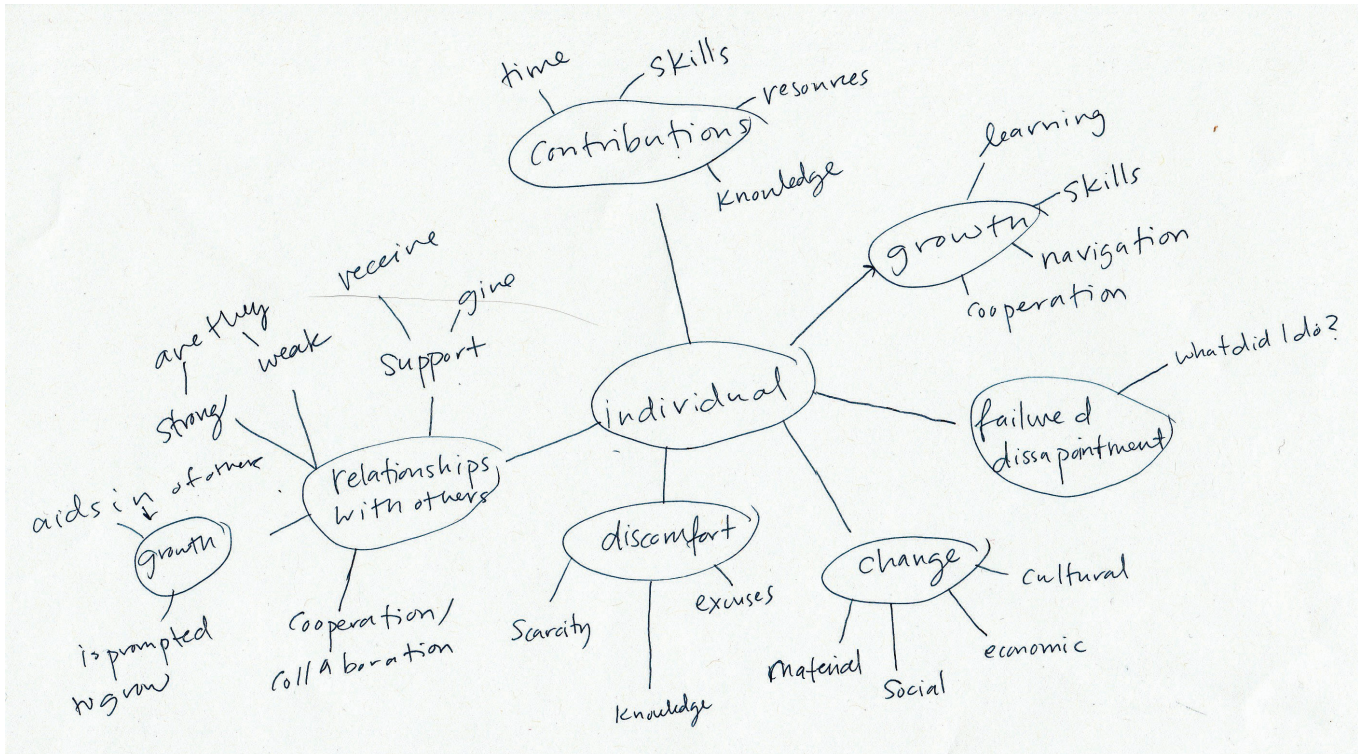 time
skills
resources
contributions
knowledge
learning
skills
growth
navigation
cooperation
receive
give
support
are they
weak
strong
individual
what did I do?
failure d
dissapointment
relationships
with others
aids in of others
growth
is prompted
to grow
cooperation/
collAboration
discomfort
scarcity
knowledge
excuses
change
cultural
economic
social
material